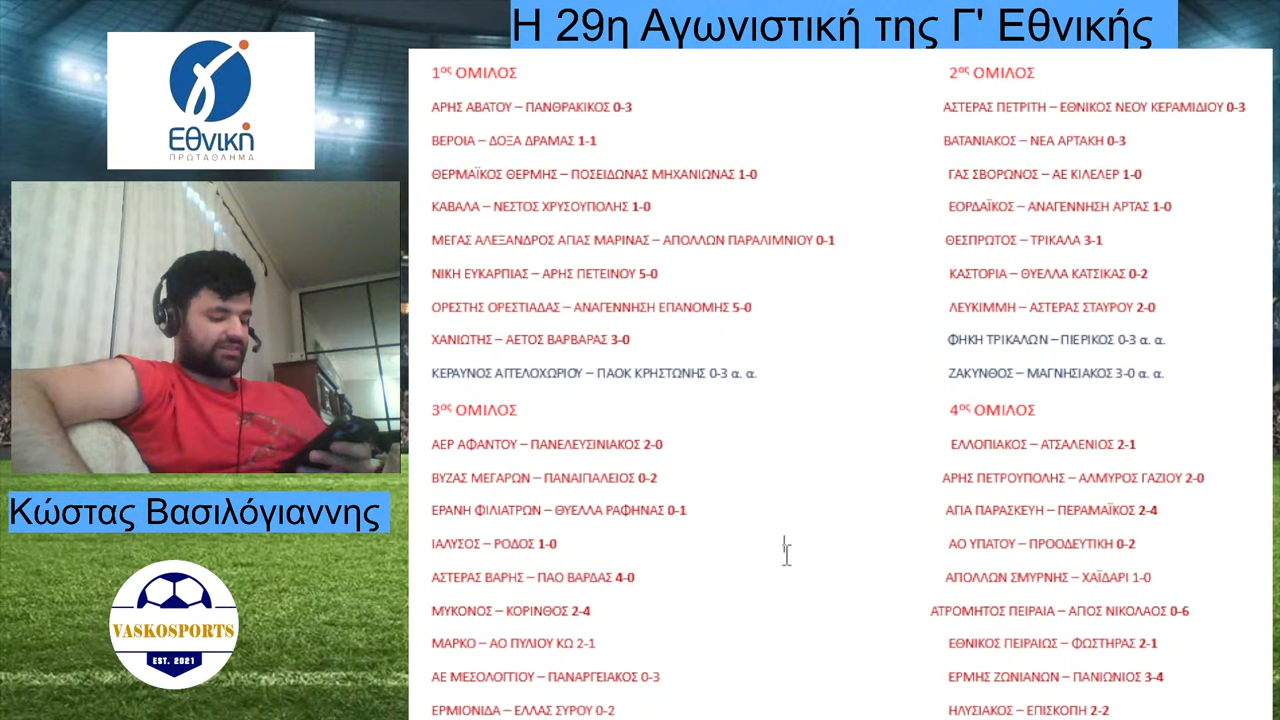 Η 29η Αγωνιστική της Γ' Εθνικής
Εθνική
ΠΡΩΤΑΘΛΗΜΑ
Κώστας Βασιλόγιαννης
VASKOSPORTS
EST. 2021
1ος ΟΜΙΛΟΣ
ΑΡΗΣ ΑΒΑΤΟΥ – ΠΑΝΘΡΑΚΙΚΟΣ 0-3
ΒΕΡΟΙΑ – ΔΟΞΑ ΔΡΑΜΑΣ 1-1
ΘΕΡΜΑΪΚΟΣ ΘΕΡΜΗΣ – ΠΟΣΕΙΔΩΝΑΣ ΜΗΧΑΝΙΩΝΑΣ 1-0
ΚΑΒΑΛΑ – ΝΕΣΤΟΣ ΧΡΥΣΟΥΠΟΛΗΣ 1-0
ΜΕΓΑΣ ΑΛΕΞΑΝΔΡΟΣ ΑΓΙΑΣ ΜΑΡΙΝΑΣ – ΑΠΟΛΛΩΝ ΠΑΡΑΛΙΜΝΙΟΥ 0-1
ΝΙΚΗ ΕΥΚΑΡΠΙΑΣ – ΑΡΗΣ ΠΕΤΕΙΝΟΥ 5-0
ΟΡΕΣΤΗΣ ΟΡΕΣΤΙΑΔΑΣ – ΑΝΑΓΕΝΝΗΣΗ ΕΠΑΝΟΜΗΣ 5-0
ΧΑΝΙΩΤΗΣ – ΑΕΤΟΣ ΒΑΡΒΑΡΑΣ 3-0
ΚΕΡΑΥΝΟΣ ΑΓΓΕΛΟΧΩΡΙΟΥ – ΠΑΟΚ ΚΡΗΣΤΩΝΗΣ 0-3 α. α.
2ος ΟΜΙΛΟΣ
ΑΣΤΕΡΑΣ ΠΕΤΡΙΤΗ – ΕΘΝΙΚΟΣ ΝΕΟΥ ΚΕΡΑΜΙΔΙΟΥ 0-3
ΒΑΤΑΝΙΑΚΟΣ – ΝΕΑ ΑΡΤΑΚΗ 0-3
ΓΑΣ ΣΒΟΡΩΝΟΣ – ΑΕ ΚΙΛΕΛΕΡ 1-0
ΕΟΡΔΑΪΚΟΣ – ΑΝΑΓΕΝΝΗΣΗ ΑΡΤΑΣ 1-0
ΘΕΣΠΡΩΤΟΣ – ΤΡΙΚΑΛΑ 3-1
ΚΑΣΤΟΡΙΑ – ΘΥΕΛΛΑ ΚΑΤΣΙΚΑΣ 0-2
ΛΕΥΚΙΜΜΗ – ΑΣΤΕΡΑΣ ΣΤΑΥΡΟΥ 2-0
ΦΗΚΗ ΤΡΙΚΑΛΩΝ – ΠΙΕΡΙΚΟΣ 0-3 α. α.
ΖΑΚΥΝΘΟΣ – ΜΑΓΝΗΣΙΑΚΟΣ 3-0 α. α.
3ος ΟΜΙΛΟΣ
ΑΕΡ ΑΦΑΝΤΟΥ – ΠΑΝΕΛΕΥΣΙΝΙΑΚΟΣ 2-0
ΒΥΖΑΣ ΜΕΓΑΡΩΝ – ΠΑΝΑΙΓΙΑΛΕΙΟΣ 0-2
ΕΡΑΝΗ ΦΙΛΙΑΤΡΩΝ – ΘΥΕΛΛΑ ΡΑΦΗΝΑΣ 0-1
ΙΑΛΥΣΟΣ – ΡΟΔΟΣ 1-0
ΑΣΤΕΡΑΣ ΒΑΡΗΣ – ΠΑΟ ΒΑΡΔΑΣ 4-0
ΜΥΚΟΝΟΣ – ΚΟΡΙΝΘΟΣ 2-4
ΜΑΡΚΟ – ΑΟ ΠΥΛΙΟΥ ΚΩ 2-1
ΑΕ ΜΕΣΟΛΟΓΓΙΟΥ – ΠΑΝΑΡΓΕΙΑΚΟΣ 0-3
ΕΡΜΙΟΝΙΔΑ – ΕΛΛΑΣ ΣΥΡΟΥ 0-2
4ος ΟΜΙΛΟΣ
ΕΛΛΟΠΙΑΚΟΣ – ΑΤΣΑΛΕΝΙΟΣ 2-1
ΑΡΗΣ ΠΕΤΡΟΥΠΟΛΗΣ – ΑΛΜΥΡΟΣ ΓΑΖΙΟΥ 2-0
ΑΓΙΑ ΠΑΡΑΣΚΕΥΗ – ΠΕΡΑΜΑΪΚΟΣ 2-4
ΑΟ ΥΠΑΤΟΥ – ΠΡΟΟΔΕΥΤΙΚΗ 0-2
ΑΠΟΛΛΩΝ ΣΜΥΡΝΗΣ – ΧΑΪΔΑΡΙ 1-0
ΑΤΡΟΜΗΤΟΣ ΠΕΙΡΑΙΑ – ΑΓΙΟΣ ΝΙΚΟΛΑΟΣ 0-6
ΕΘΝΙΚΟΣ ΠΕΙΡΑΙΩΣ – ΦΩΣΤΗΡΑΣ 2-1
ΕΡΜΗΣ ΖΩΝΙΑΝΩΝ – ΠΑΝΙΩΝΙΟΣ 3-4
ΗΛΥΣΙΑΚΟΣ – ΕΠΙΣΚΟΠΗ 2-2